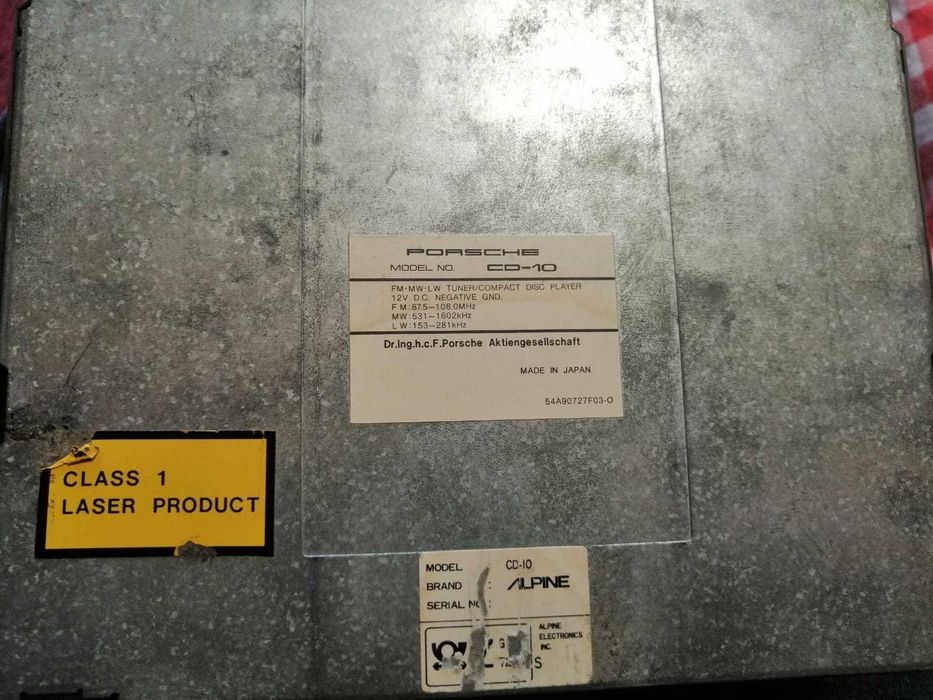 PORSCHE
MODEL NO. CD-10
FM-MW-LW TUNER/COMPACT DISC PLAYER
12V D.C. NEGATIVE GND.
FM:87.5-108.0MHz
MW:531-1602kHz
LW:153-281kHz
Dr.Ing.h.c.F.Porsche Aktiengesellschaft
MADE IN JAPAN
54A90727F03-O
CLASS 1
LASER PRODUCT
MODEL CD-10
BRAND : ALPINE
SERIAL NO :
G
S
ALPINE
ELECTRONICS
INC.